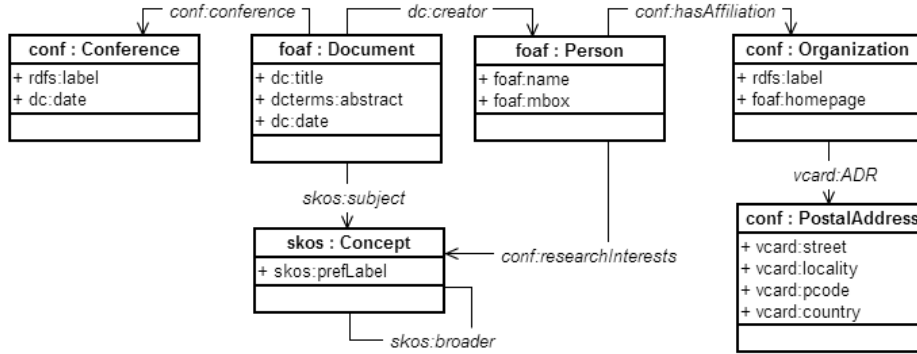 conf:conference
dc:creator
conf:hasAffiliation
conf : Conference
+ rdfs:label
+ dc:date
foaf : Document
+ dc:title
+ dcterms:abstract
+ dc:date
foaf : Person
+ foaf:name
+ foaf:mbox
conf : Organization
+ rdfs:label
+ foaf:homepage
skos:subject
vcard:ADR
skos : Concept
+ skos:prefLabel
conf:researchInterests
conf : PostalAddress
+ vcard:street
+ vcard:locality
+ vcard:pcode
+ vcard:country
skos:broader